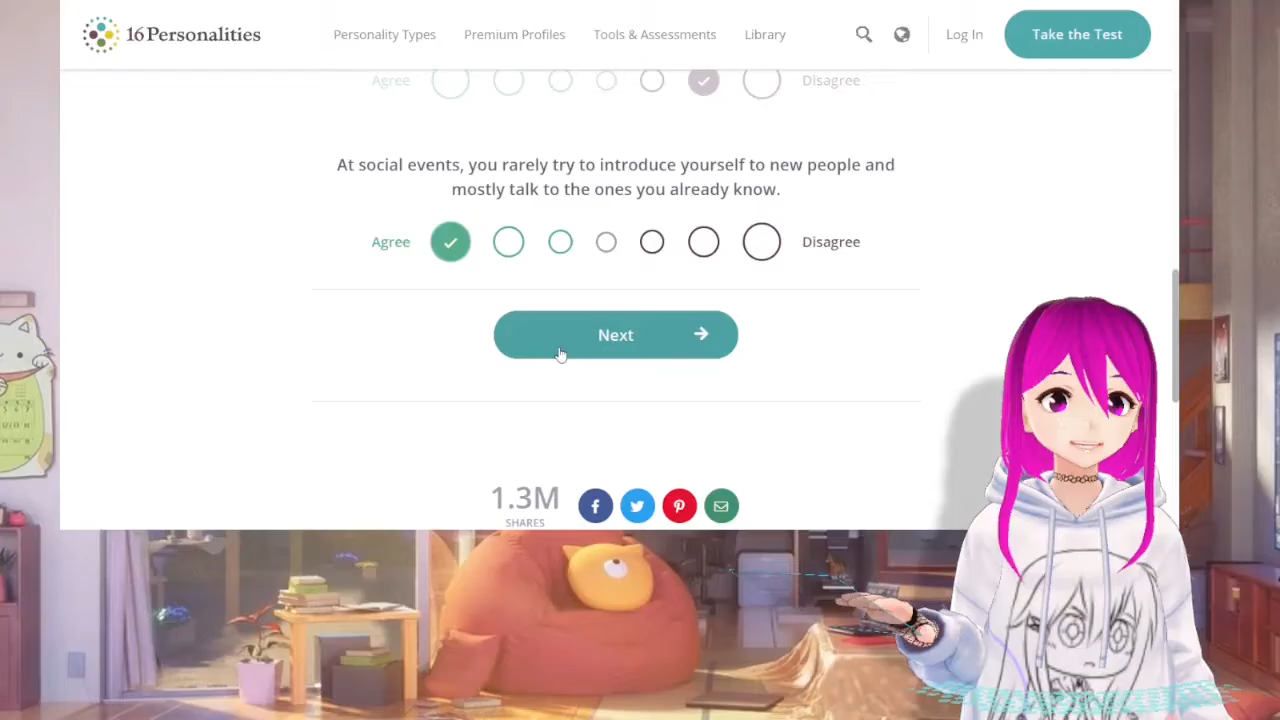 16Personalities
Personality Types Premium Profiles Tools & Assessments Library Log In Take the Test
Agree Disagree
At social events, you rarely try to introduce yourself to new people and
mostly talk to the ones you already know.
Agree Disagree
Next
1.3M
SHARES